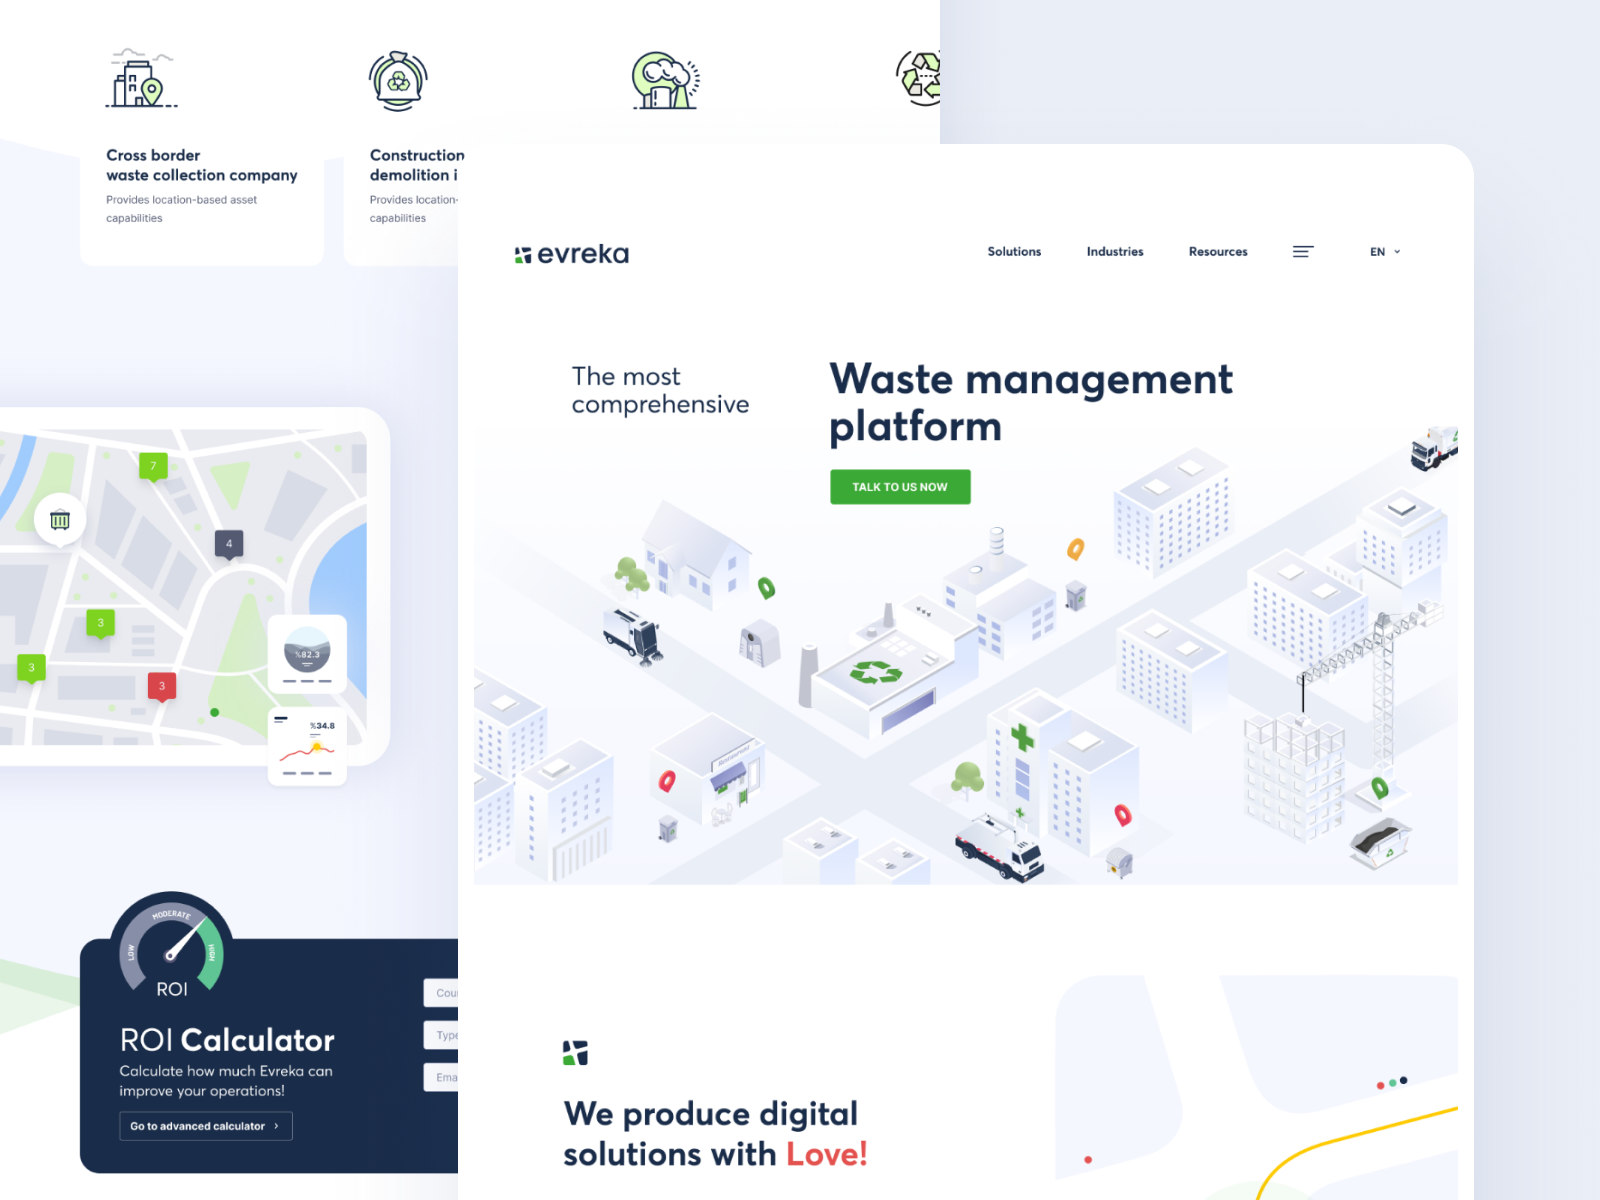 Cross border
waste collection company
Provides location-based asset
capabilities
Construction
demolition i
Provides location-
capabilities
evreka
Solutions
Industries
Resources
EN
The most
comprehensive
Waste management
platform
TALK TO US NOW
Restaurant
7
4
3
3
3
%82.3
%34.8
LOW
MODERATE
HIGH
ROI
ROI Calculator
Calculate how much Evreka can
improve your operations!
Go to advanced calculator
Cou
Type
Ema
We produce digital
solutions with Love!